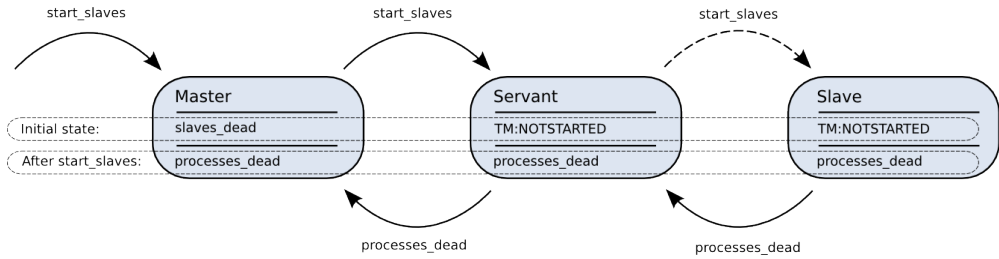 start_slaves
start_slaves
start_slaves
Master
Servant
Slave
Initial state:
slaves_dead
TM:NOTSTARTED
TM:NOTSTARTED
After start_slaves:
processes_dead
processes_dead
processes_dead
processes_dead
processes_dead